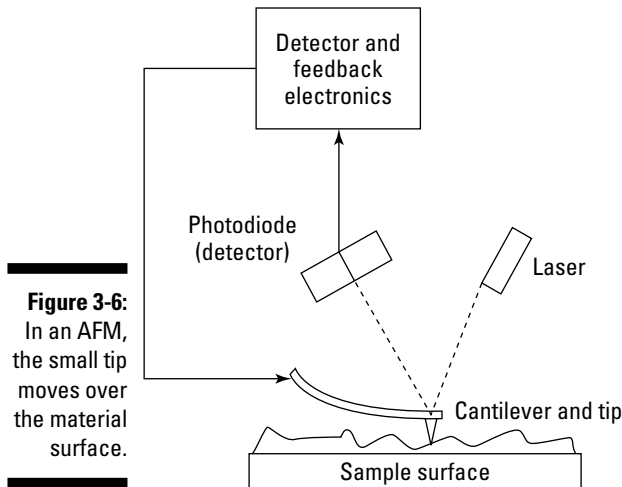 Detector and
feedback
electronics
Photodiode
(detector)
Laser
Figure 3-6:
In an AFM,
the small tip
moves over
the material
surface.
Cantilever and tip
Sample surface